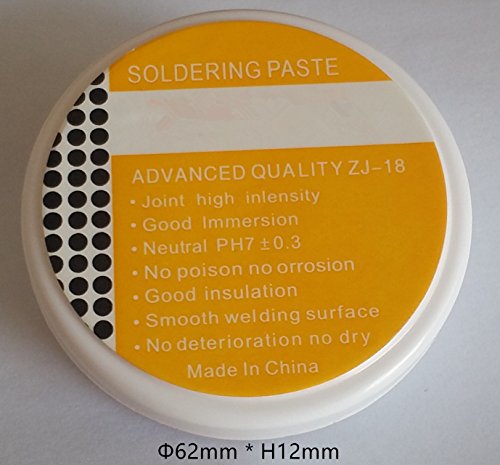 SOLDERING PASTE
ADVANCED QUALITY ZJ-18
• Joint high inlensity
• Good Immersion
• Neutral PH7 ± 0.3
• No poison no orrosion
• Good insulation
• Smooth welding surface
• No deterioration no dry
Made In China
Φ62mm * H12mm